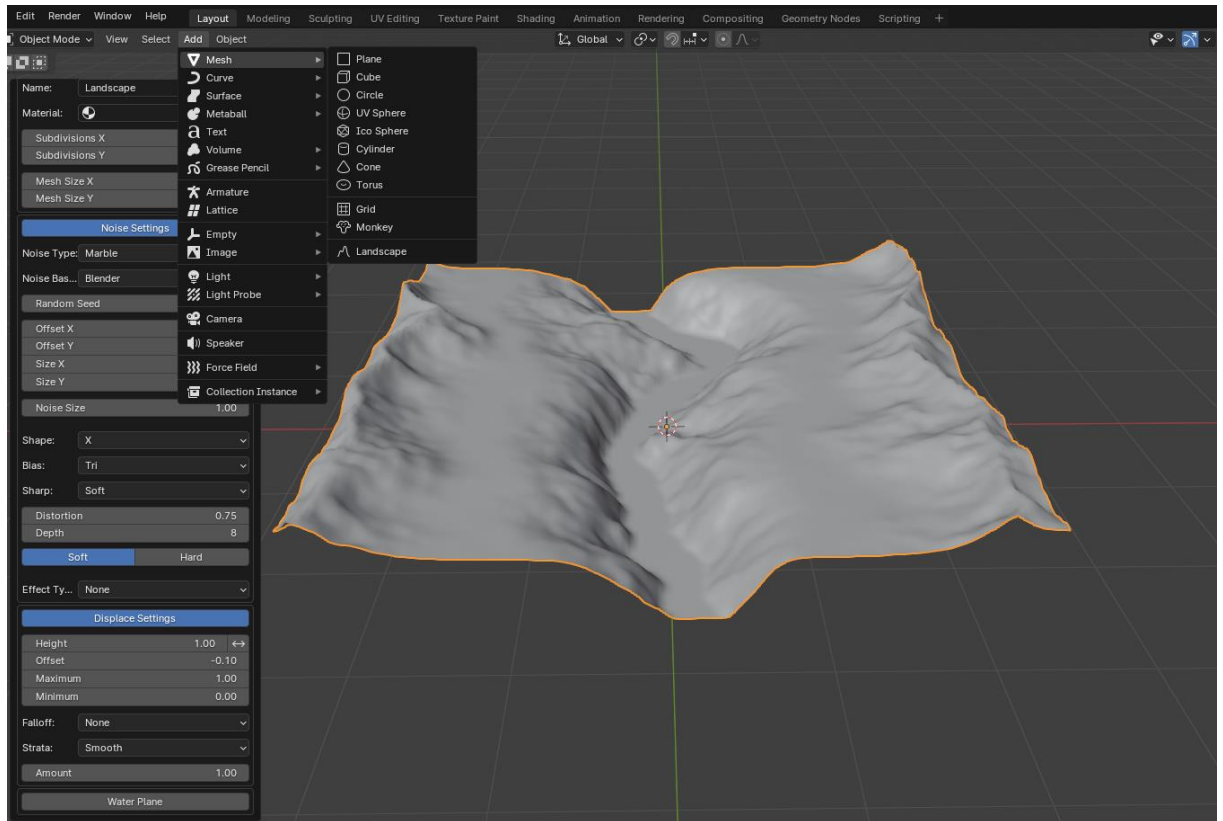 Edit Render Window Help Layout Modeling Sculpting UV Editing Texture Paint Shading Animation Rendering Compositing Geometry Nodes Scripting +
Object Mode View Select Add Object Global
Name: Landscape
Material:
Subdivisions X
Subdivisions Y
Mesh Size X
Mesh Size Y
Noise Settings
Noise Type: Marble
Noise Bas... Blender
Random Seed
Offset X
Offset Y
Size X
Size Y
Noise Size 1.00
Shape: X
Bias: Tri
Sharp: Soft
Distortion 0.75
Depth 8
Soft Hard
Effect Ty... None
Displace Settings
Height 1.00
Offset -0.10
Maximum 1.00
Minimum 0.00
Falloff: None
Strata: Smooth
Amount 1.00
Water Plane
Mesh
Curve
Surface
Metaball
Text
Volume
Grease Pencil
Armature
Lattice
Empty
Image
Light
Light Probe
Camera
Speaker
Force Field
Collection Instance
Plane
Cube
Circle
UV Sphere
Ico Sphere
Cylinder
Cone
Torus
Grid
Monkey
Landscape